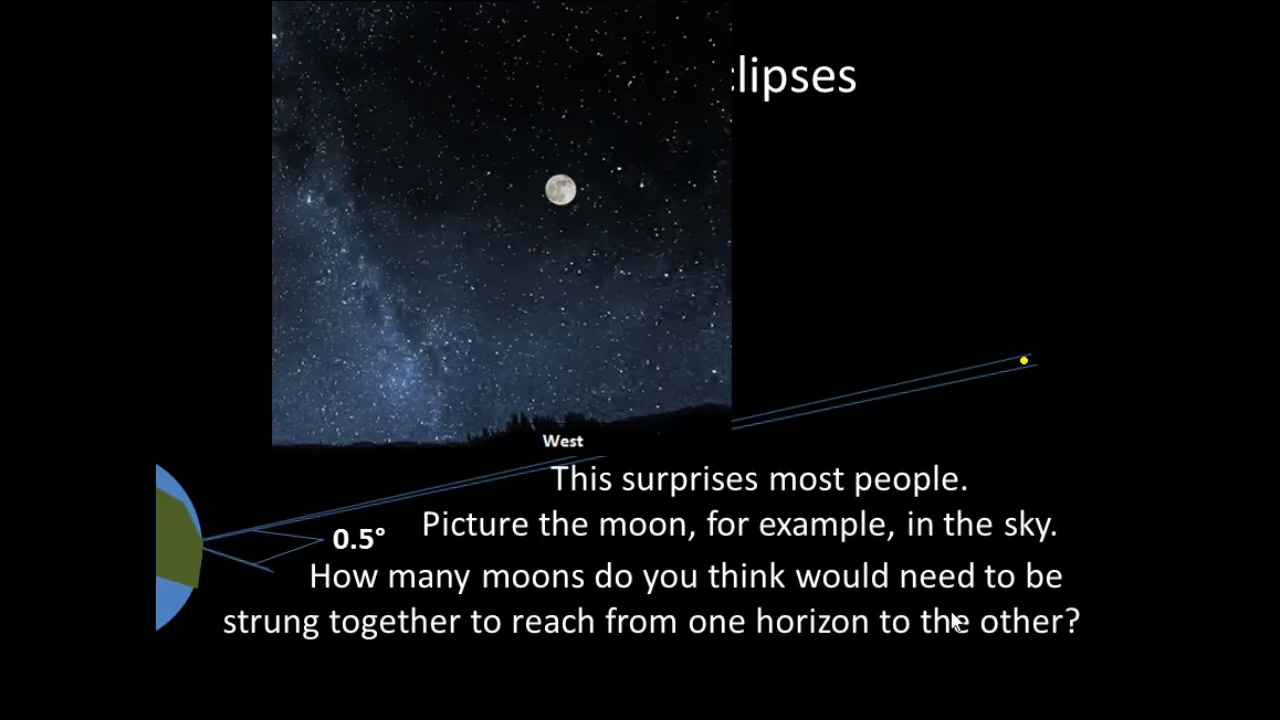 clipses
West
This surprises most people.
0.5°
Picture the moon, for example, in the sky.
How many moons do you think would need to be
strung together to reach from one horizon to the other?